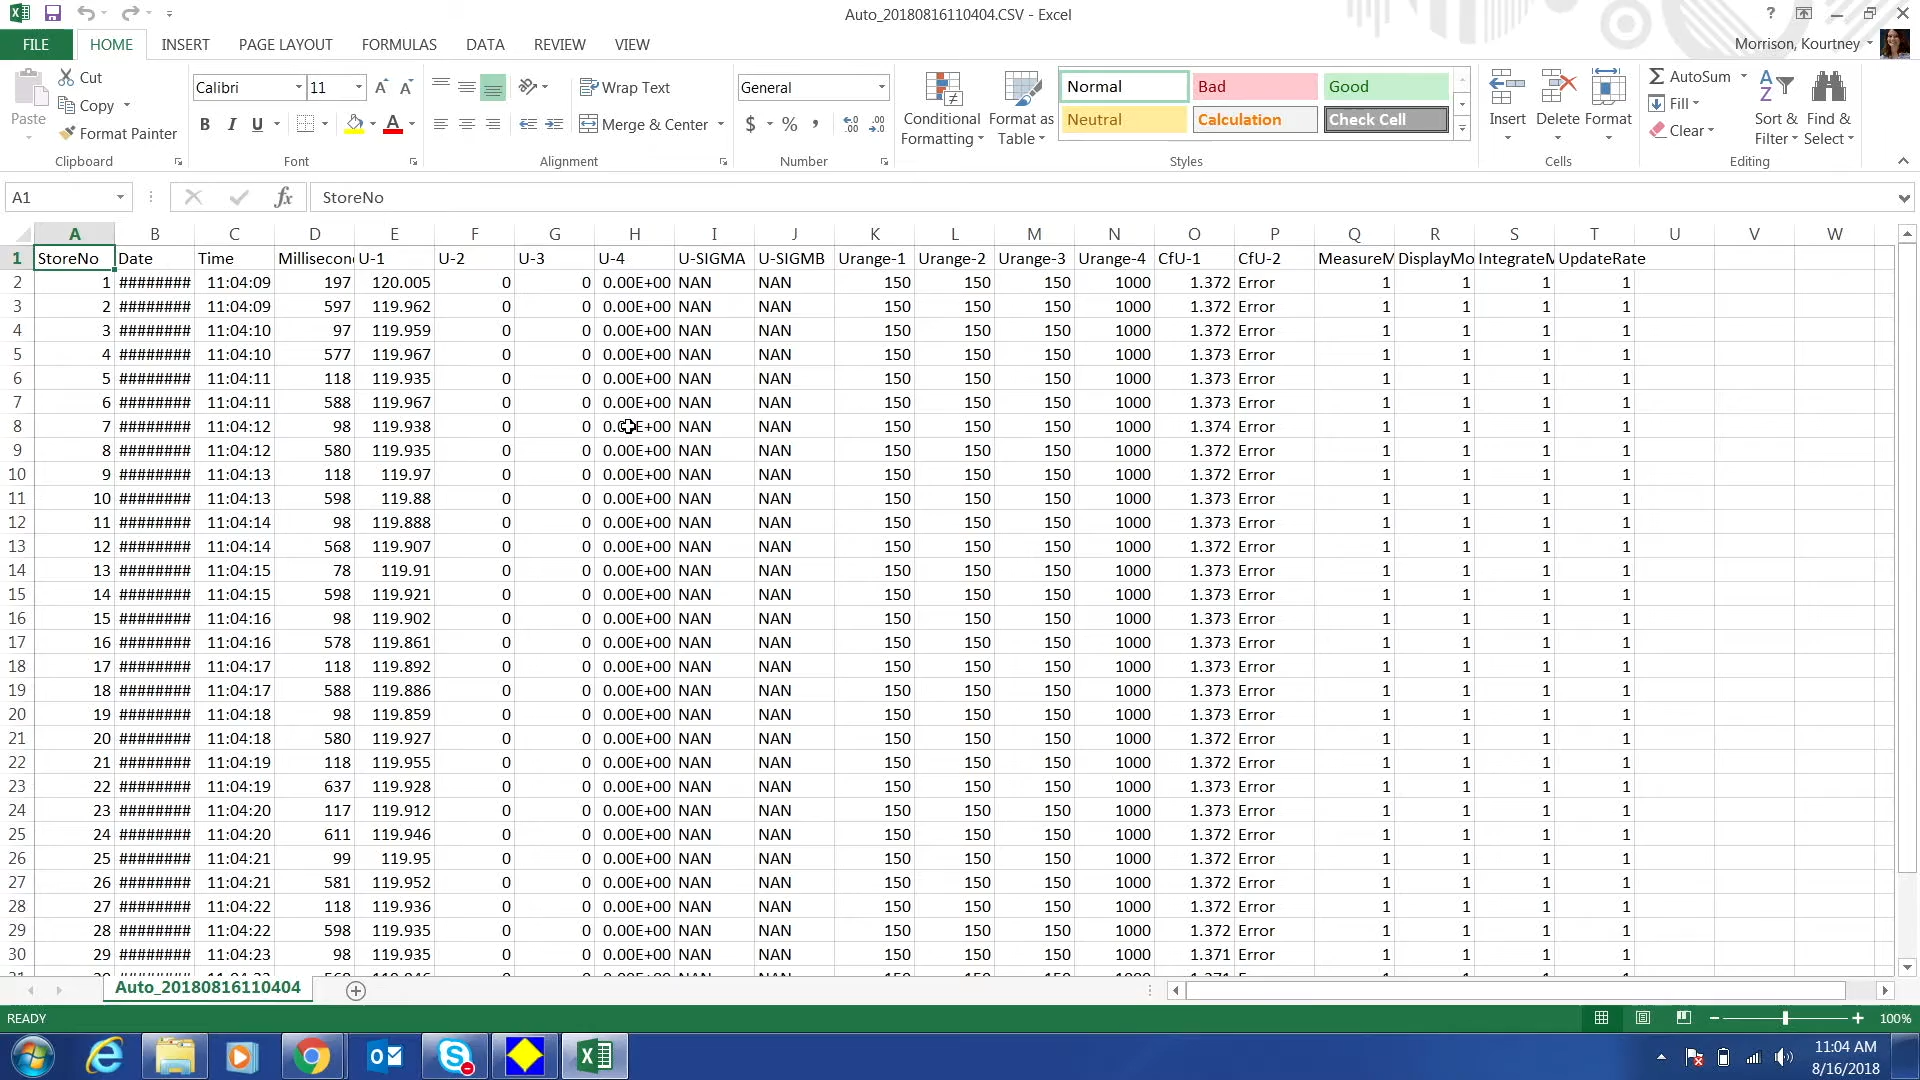 Auto_20180816110404.CSV - Excel
?
FILE HOME INSERT PAGE LAYOUT FORMULAS DATA REVIEW VIEW Morrison, Kourtney
Paste Cut Copy Format Painter Clipboard
Calibri 11 A A B I U A Font
Wrap Text Merge & Center Alignment
General $ % , Number
Conditional Formatting Format as Table
Normal Bad Good
Neutral Calculation Check Cell
Styles
Insert Delete Format Cells
AutoSum Fill Clear Sort & Filter Find & Select Editing
A1 fx StoreNo
A B C D E F G H I J K L M N O P Q R S T U V W
1 StoreNo Date Time Millisecond U-1 U-2 U-3 U-4 U-SIGMA U-SIGMB Urange-1 Urange-2 Urange-3 Urange-4 CfU-1 CfU-2 MeasureM DisplayMo IntegrateM UpdateRate
2 1 ######## 11:04:09 197 120.005 0 0 0.00E+00 NAN NAN 150 150 150 1000 1.372 Error 1 1 1 1
3 2 ######## 11:04:09 597 119.962 0 0 0.00E+00 NAN NAN 150 150 150 1000 1.372 Error 1 1 1 1
4 3 ######## 11:04:10 97 119.959 0 0 0.00E+00 NAN NAN 150 150 150 1000 1.372 Error 1 1 1 1
5 4 ######## 11:04:10 577 119.967 0 0 0.00E+00 NAN NAN 150 150 150 1000 1.373 Error 1 1 1 1
6 5 ######## 11:04:11 118 119.935 0 0 0.00E+00 NAN NAN 150 150 150 1000 1.373 Error 1 1 1 1
7 6 ######## 11:04:11 588 119.967 0 0 0.00E+00 NAN NAN 150 150 150 1000 1.373 Error 1 1 1 1
8 7 ######## 11:04:12 98 119.938 0 0 0.00E+00 NAN NAN 150 150 150 1000 1.374 Error 1 1 1 1
9 8 ######## 11:04:12 580 119.935 0 0 0.00E+00 NAN NAN 150 150 150 1000 1.372 Error 1 1 1 1
10 9 ######## 11:04:13 118 119.97 0 0 0.00E+00 NAN NAN 150 150 150 1000 1.372 Error 1 1 1 1
11 10 ######## 11:04:13 598 119.88 0 0 0.00E+00 NAN NAN 150 150 150 1000 1.373 Error 1 1 1 1
12 11 ######## 11:04:14 98 119.888 0 0 0.00E+00 NAN NAN 150 150 150 1000 1.373 Error 1 1 1 1
13 12 ######## 11:04:14 568 119.907 0 0 0.00E+00 NAN NAN 150 150 150 1000 1.372 Error 1 1 1 1
14 13 ######## 11:04:15 78 119.91 0 0 0.00E+00 NAN NAN 150 150 150 1000 1.373 Error 1 1 1 1
15 14 ######## 11:04:15 598 119.921 0 0 0.00E+00 NAN NAN 150 150 150 1000 1.373 Error 1 1 1 1
16 15 ######## 11:04:16 98 119.902 0 0 0.00E+00 NAN NAN 150 150 150 1000 1.373 Error 1 1 1 1
17 16 ######## 11:04:16 578 119.861 0 0 0.00E+00 NAN NAN 150 150 150 1000 1.373 Error 1 1 1 1
18 17 ######## 11:04:17 118 119.892 0 0 0.00E+00 NAN NAN 150 150 150 1000 1.373 Error 1 1 1 1
19 18 ######## 11:04:17 588 119.886 0 0 0.00E+00 NAN NAN 150 150 150 1000 1.373 Error 1 1 1 1
20 19 ######## 11:04:18 98 119.859 0 0 0.00E+00 NAN NAN 150 150 150 1000 1.373 Error 1 1 1 1
21 20 ######## 11:04:18 580 119.927 0 0 0.00E+00 NAN NAN 150 150 150 1000 1.372 Error 1 1 1 1
22 21 ######## 11:04:19 118 119.955 0 0 0.00E+00 NAN NAN 150 150 150 1000 1.372 Error 1 1 1 1
23 22 ######## 11:04:19 637 119.928 0 0 0.00E+00 NAN NAN 150 150 150 1000 1.373 Error 1 1 1 1
24 23 ######## 11:04:20 117 119.912 0 0 0.00E+00 NAN NAN 150 150 150 1000 1.373 Error 1 1 1 1
25 24 ######## 11:04:20 611 119.946 0 0 0.00E+00 NAN NAN 150 150 150 1000 1.372 Error 1 1 1 1
26 25 ######## 11:04:21 99 119.95 0 0 0.00E+00 NAN NAN 150 150 150 1000 1.372 Error 1 1 1 1
27 26 ######## 11:04:21 581 119.952 0 0 0.00E+00 NAN NAN 150 150 150 1000 1.372 Error 1 1 1 1
28 27 ######## 11:04:22 118 119.936 0 0 0.00E+00 NAN NAN 150 150 150 1000 1.372 Error 1 1 1 1
29 28 ######## 11:04:22 598 119.935 0 0 0.00E+00 NAN NAN 150 150 150 1000 1.372 Error 1 1 1 1
30 29 ######## 11:04:23 98 119.935 0 0 0.00E+00 NAN NAN 150 150 150 1000 1.371 Error 1 1 1 1
Auto_20180816110404
READY 100%
11:04 AM
8/16/2018